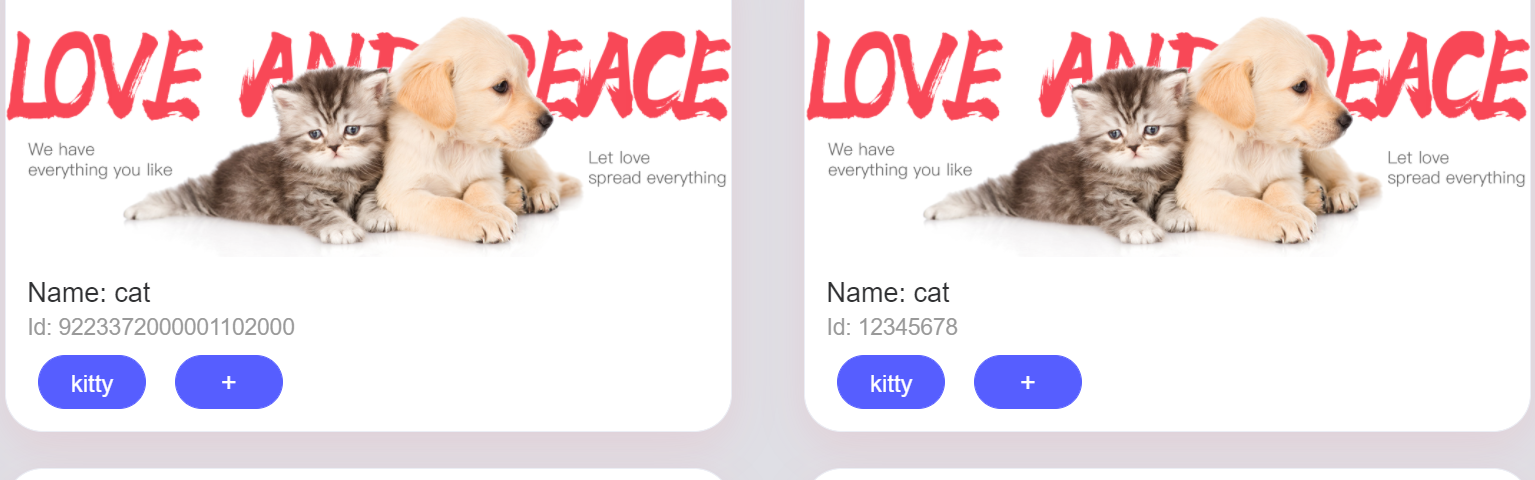 LOVE AND PEACE
We have
everything you like
Let love
spread everything
Name: cat
Id: 9223372000001102000
kitty
+
LOVE AND PEACE
We have
everything you like
Let love
spread everything
Name: cat
Id: 12345678
kitty
+